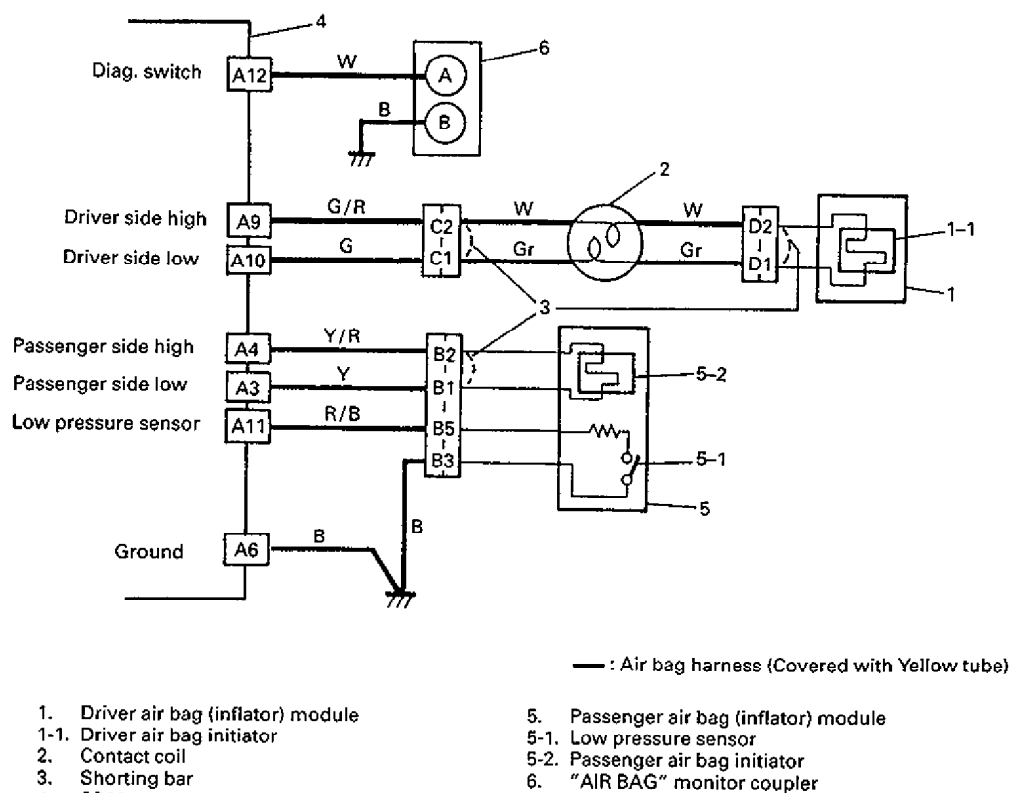 4
6
Diag. switch
A12
W
A
B
B
2
Driver side high
A9
G/R
C2
W
W
D2
1-1
Driver side low
A10
G
C1
Gr
Gr
D1
1
3
Passenger side high
A4
Y/R
B2
Passenger side low
A3
Y
B1
5-2
Low pressure sensor
A11
R/B
B5
B3
5-1
5
B
Ground
A6
B
: Air bag harness (Covered with Yellow tube)
1. Driver air bag (inflator) module
1-1. Driver air bag initiator
2. Contact coil
3. Shorting bar
5. Passenger air bag (inflator) module
5-1. Low pressure sensor
5-2. Passenger air bag initiator
6. "AIR BAG" monitor coupler